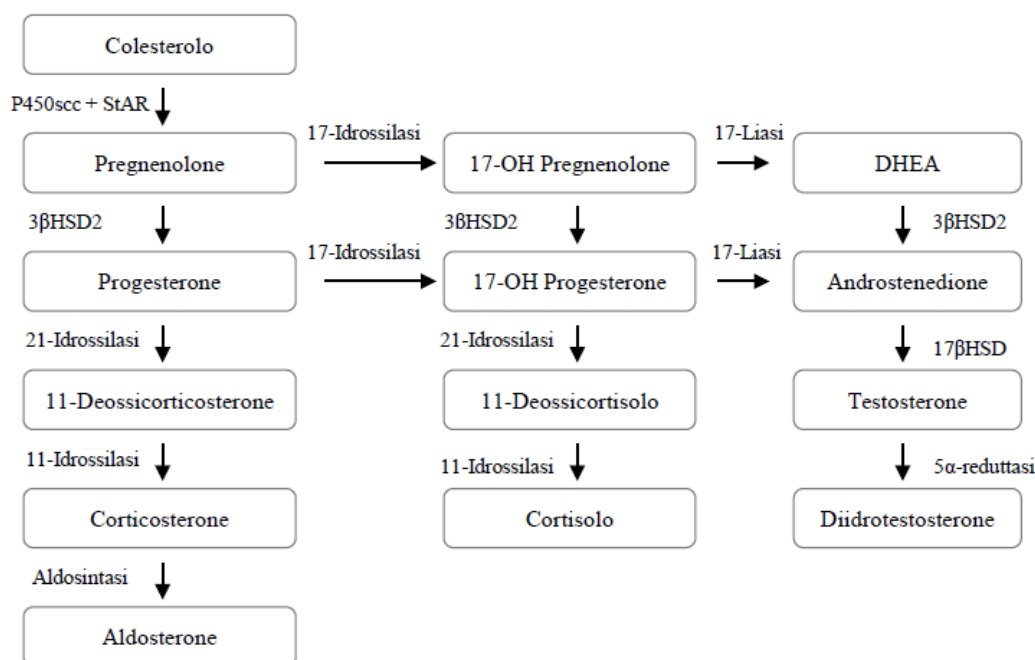 Colesterolo
P450scc + StAR
17-Idrossilasi
17-Liasi
Pregnenolone
17-OH Pregnenolone
DHEA
3βHSD2
3βHSD2
3βHSD2
17-Idrossilasi
17-Liasi
Progesterone
17-OH Progesterone
Androstenedione
21-Idrossilasi
21-Idrossilasi
17βHSD
11-Deossicorticosterone
11-Deossicortisolo
Testosterone
11-Idrossilasi
11-Idrossilasi
5α-reduttasi
Corticosterone
Cortisolo
Diidrotestosterone
Aldosintasi
Aldosterone